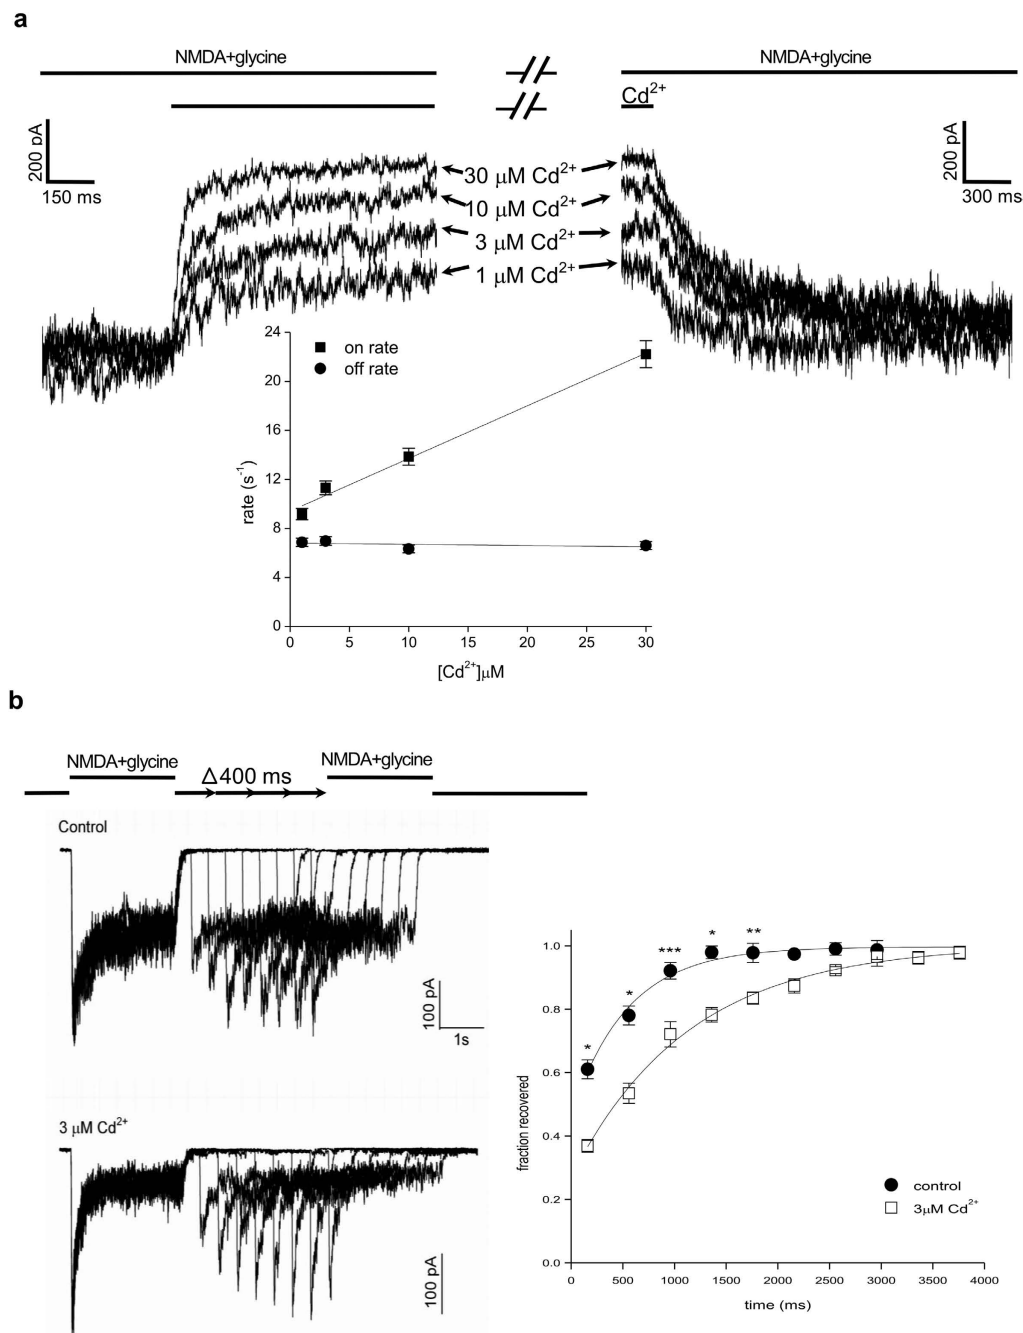 a
NMDA+glycine
NMDA+glycine
Cd²⁺
200 pA
150 ms
200 pA
300 ms
30 μM Cd²⁺
10 μM Cd²⁺
3 μM Cd²⁺
1 μM Cd²⁺
24
20
16
12
8
4
0
rate (s⁻¹)
on rate
off rate
0 5 10 15 20 25 30
[Cd²⁺]μM
b
NMDA+glycine
Δ400 ms
NMDA+glycine
Control
100 pA
1s
3 μM Cd²⁺
100 pA
1.0
0.8
0.6
0.4
0.2
0.0
fraction recovered
* * *** * **
control
3μM Cd²⁺
0 500 1000 1500 2000 2500 3000 3500 4000
time (ms)